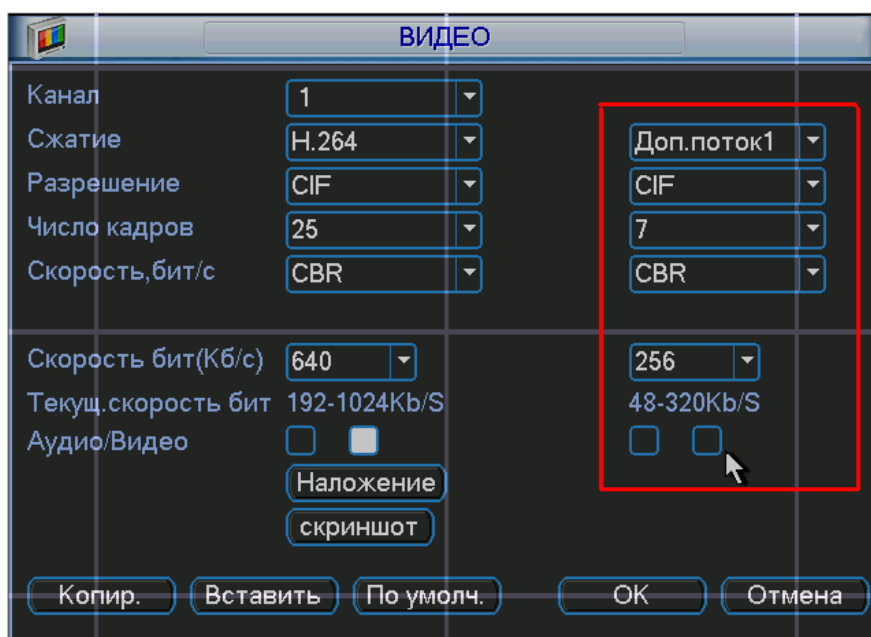 ВИДЕО
Канал 1
Сжатие H.264 Доп.поток1
Разрешение CIF CIF
Число кадров 25 7
Скорость,бит/с CBR CBR
Скорость бит(Кб/с) 640 256
Текущ.скорость бит 192-1024Kb/S 48-320Kb/S
Аудио/Видео
Наложение
скриншот
Копир. Вставить По умолч. OK Отмена